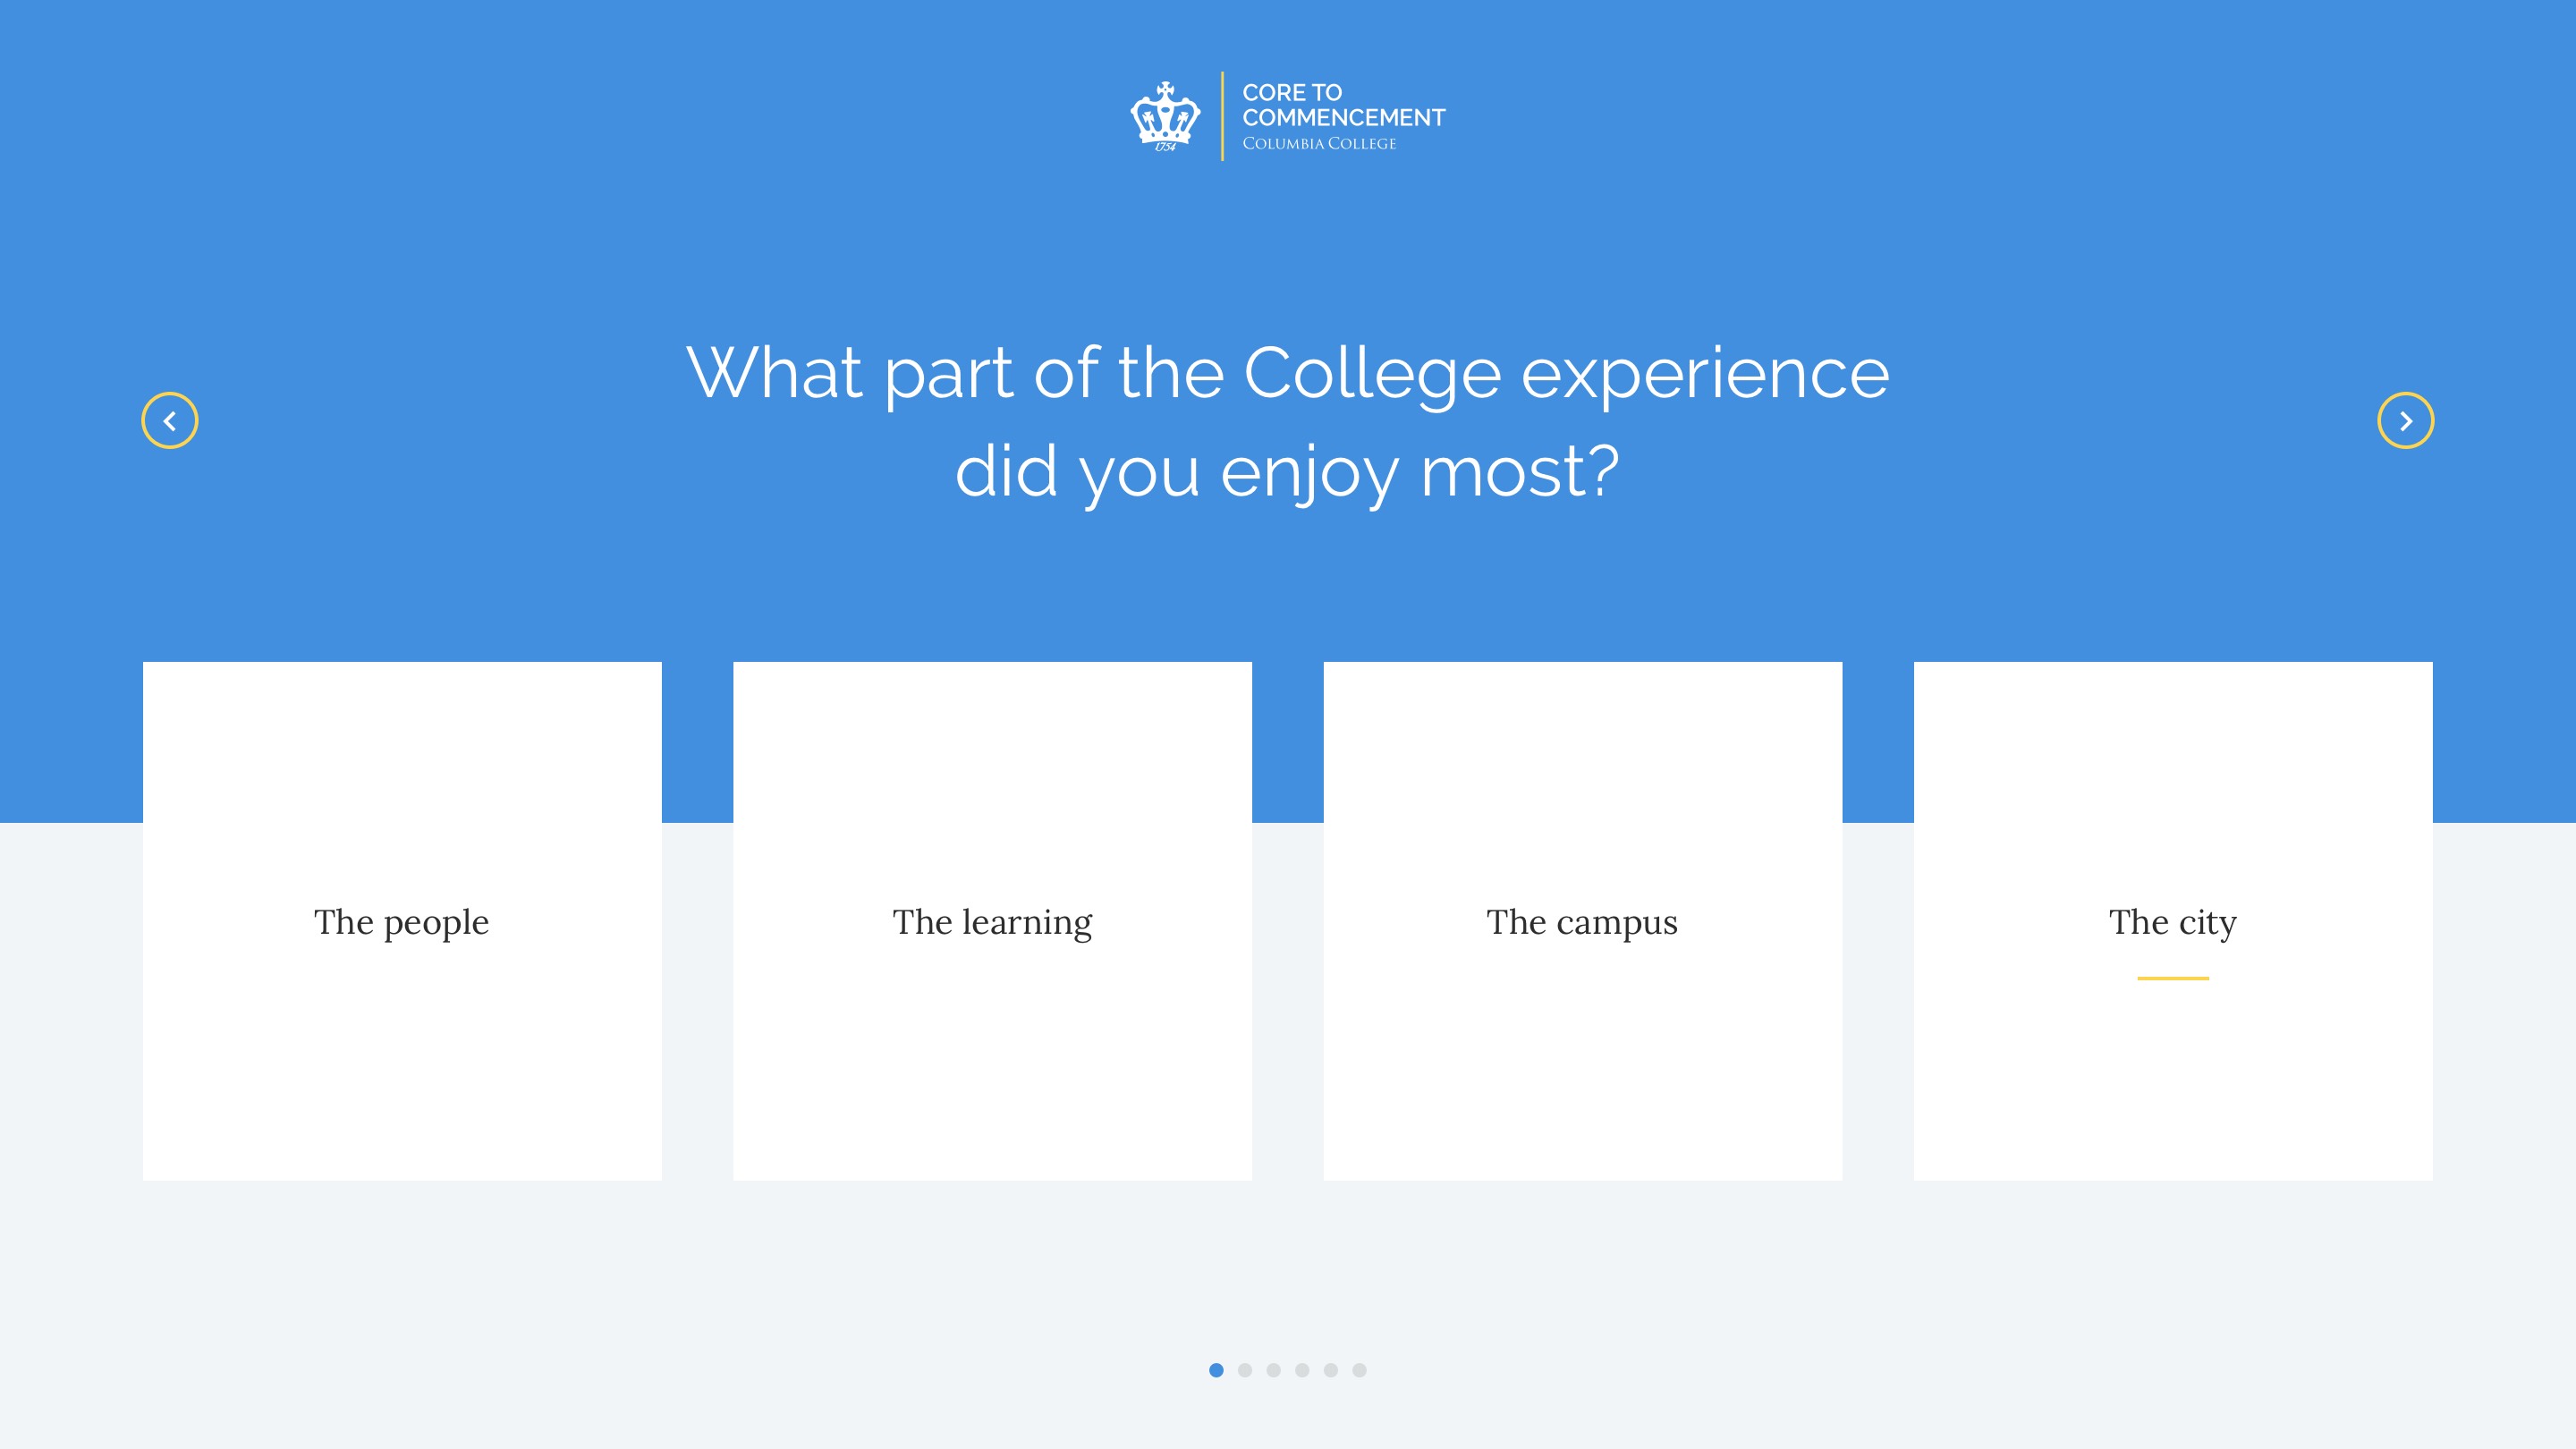 1754
CORE TO
COMMENCEMENT
COLUMBIA COLLEGE
What part of the College experience
did you enjoy most?
The people
The learning
The campus
The city